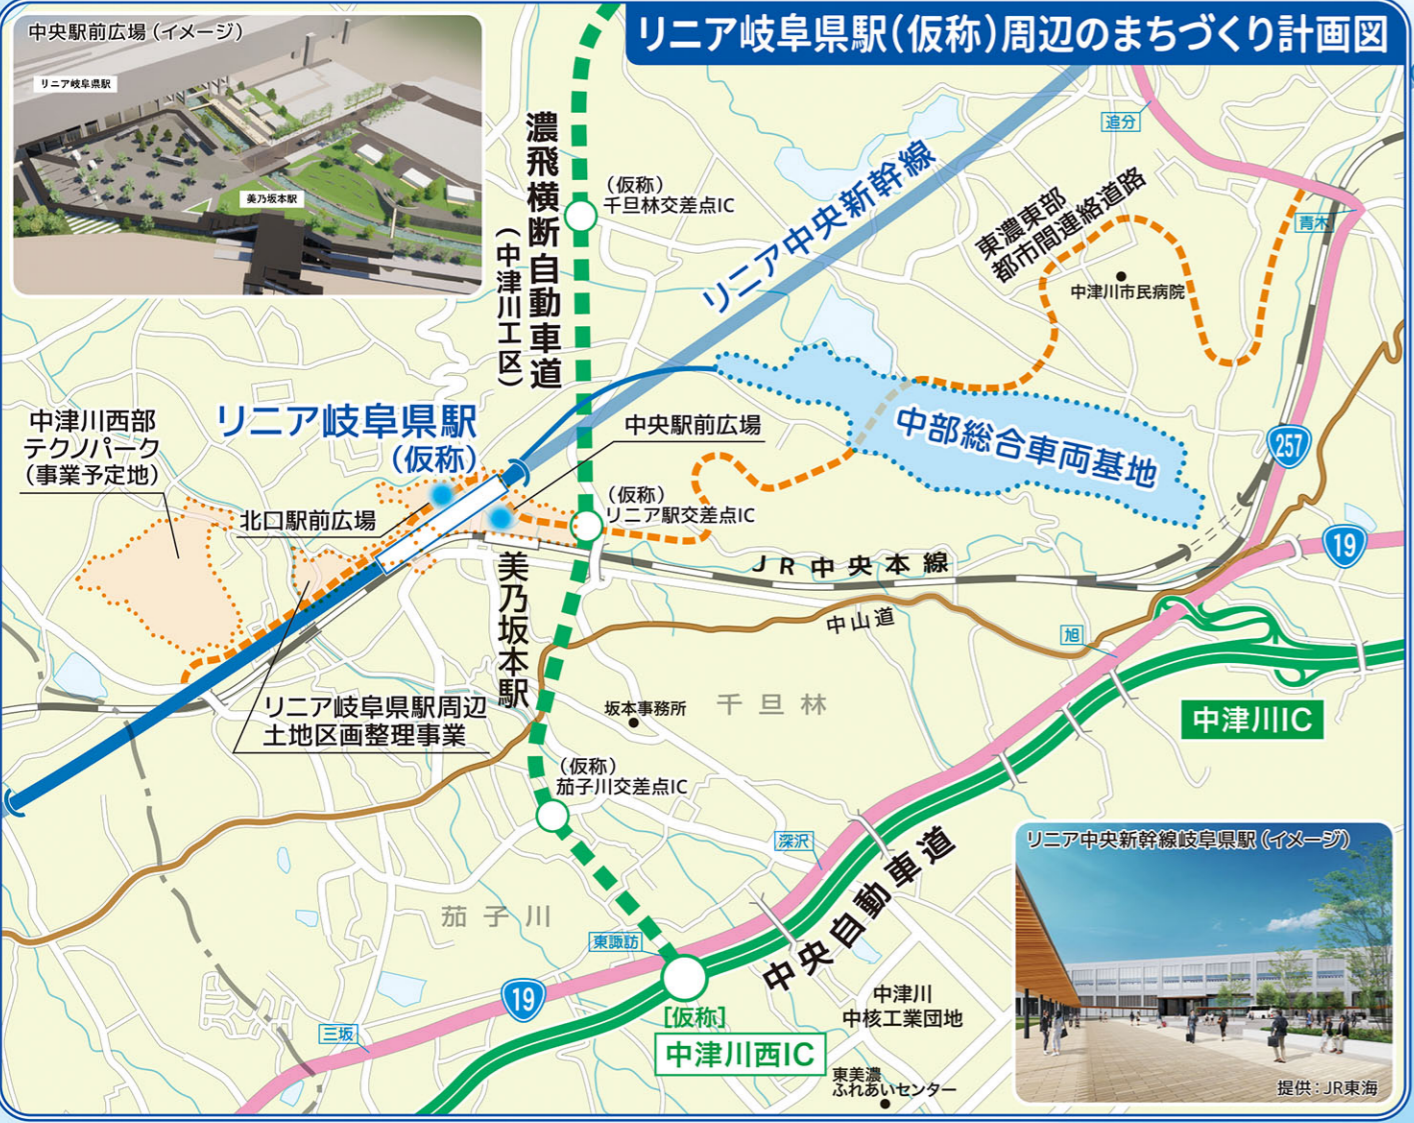 リニア岐阜県駅(仮称)周辺のまちづくり計画図
中央駅前広場(イメージ)
リニア岐阜県駅
美乃坂本駅
濃飛横断自動車道
(中津川工区)
(仮称)
千旦林交差点IC
リニア中央新幹線
追分
青木
東濃東部
都市間連絡道路
中津川市民病院
中津川西部
テクノパーク
(事業予定地)
リニア岐阜県駅
(仮称)
中央駅前広場
中部総合車両基地
257
北口駅前広場
(仮称)
リニア駅交差点IC
19
JR中央本線
美乃坂本駅
中山道
旭
リニア岐阜県駅周辺
土地区画整理事業
坂本事務所
千旦林
中津川IC
(仮称)
茄子川交差点IC
深沢
中央自動車道
茄子川
東諏訪
19
三坂
[仮称]
中津川西IC
中津川
中核工業団地
東美濃
ふれあいセンター
リニア中央新幹線岐阜県駅(イメージ)
提供:JR東海